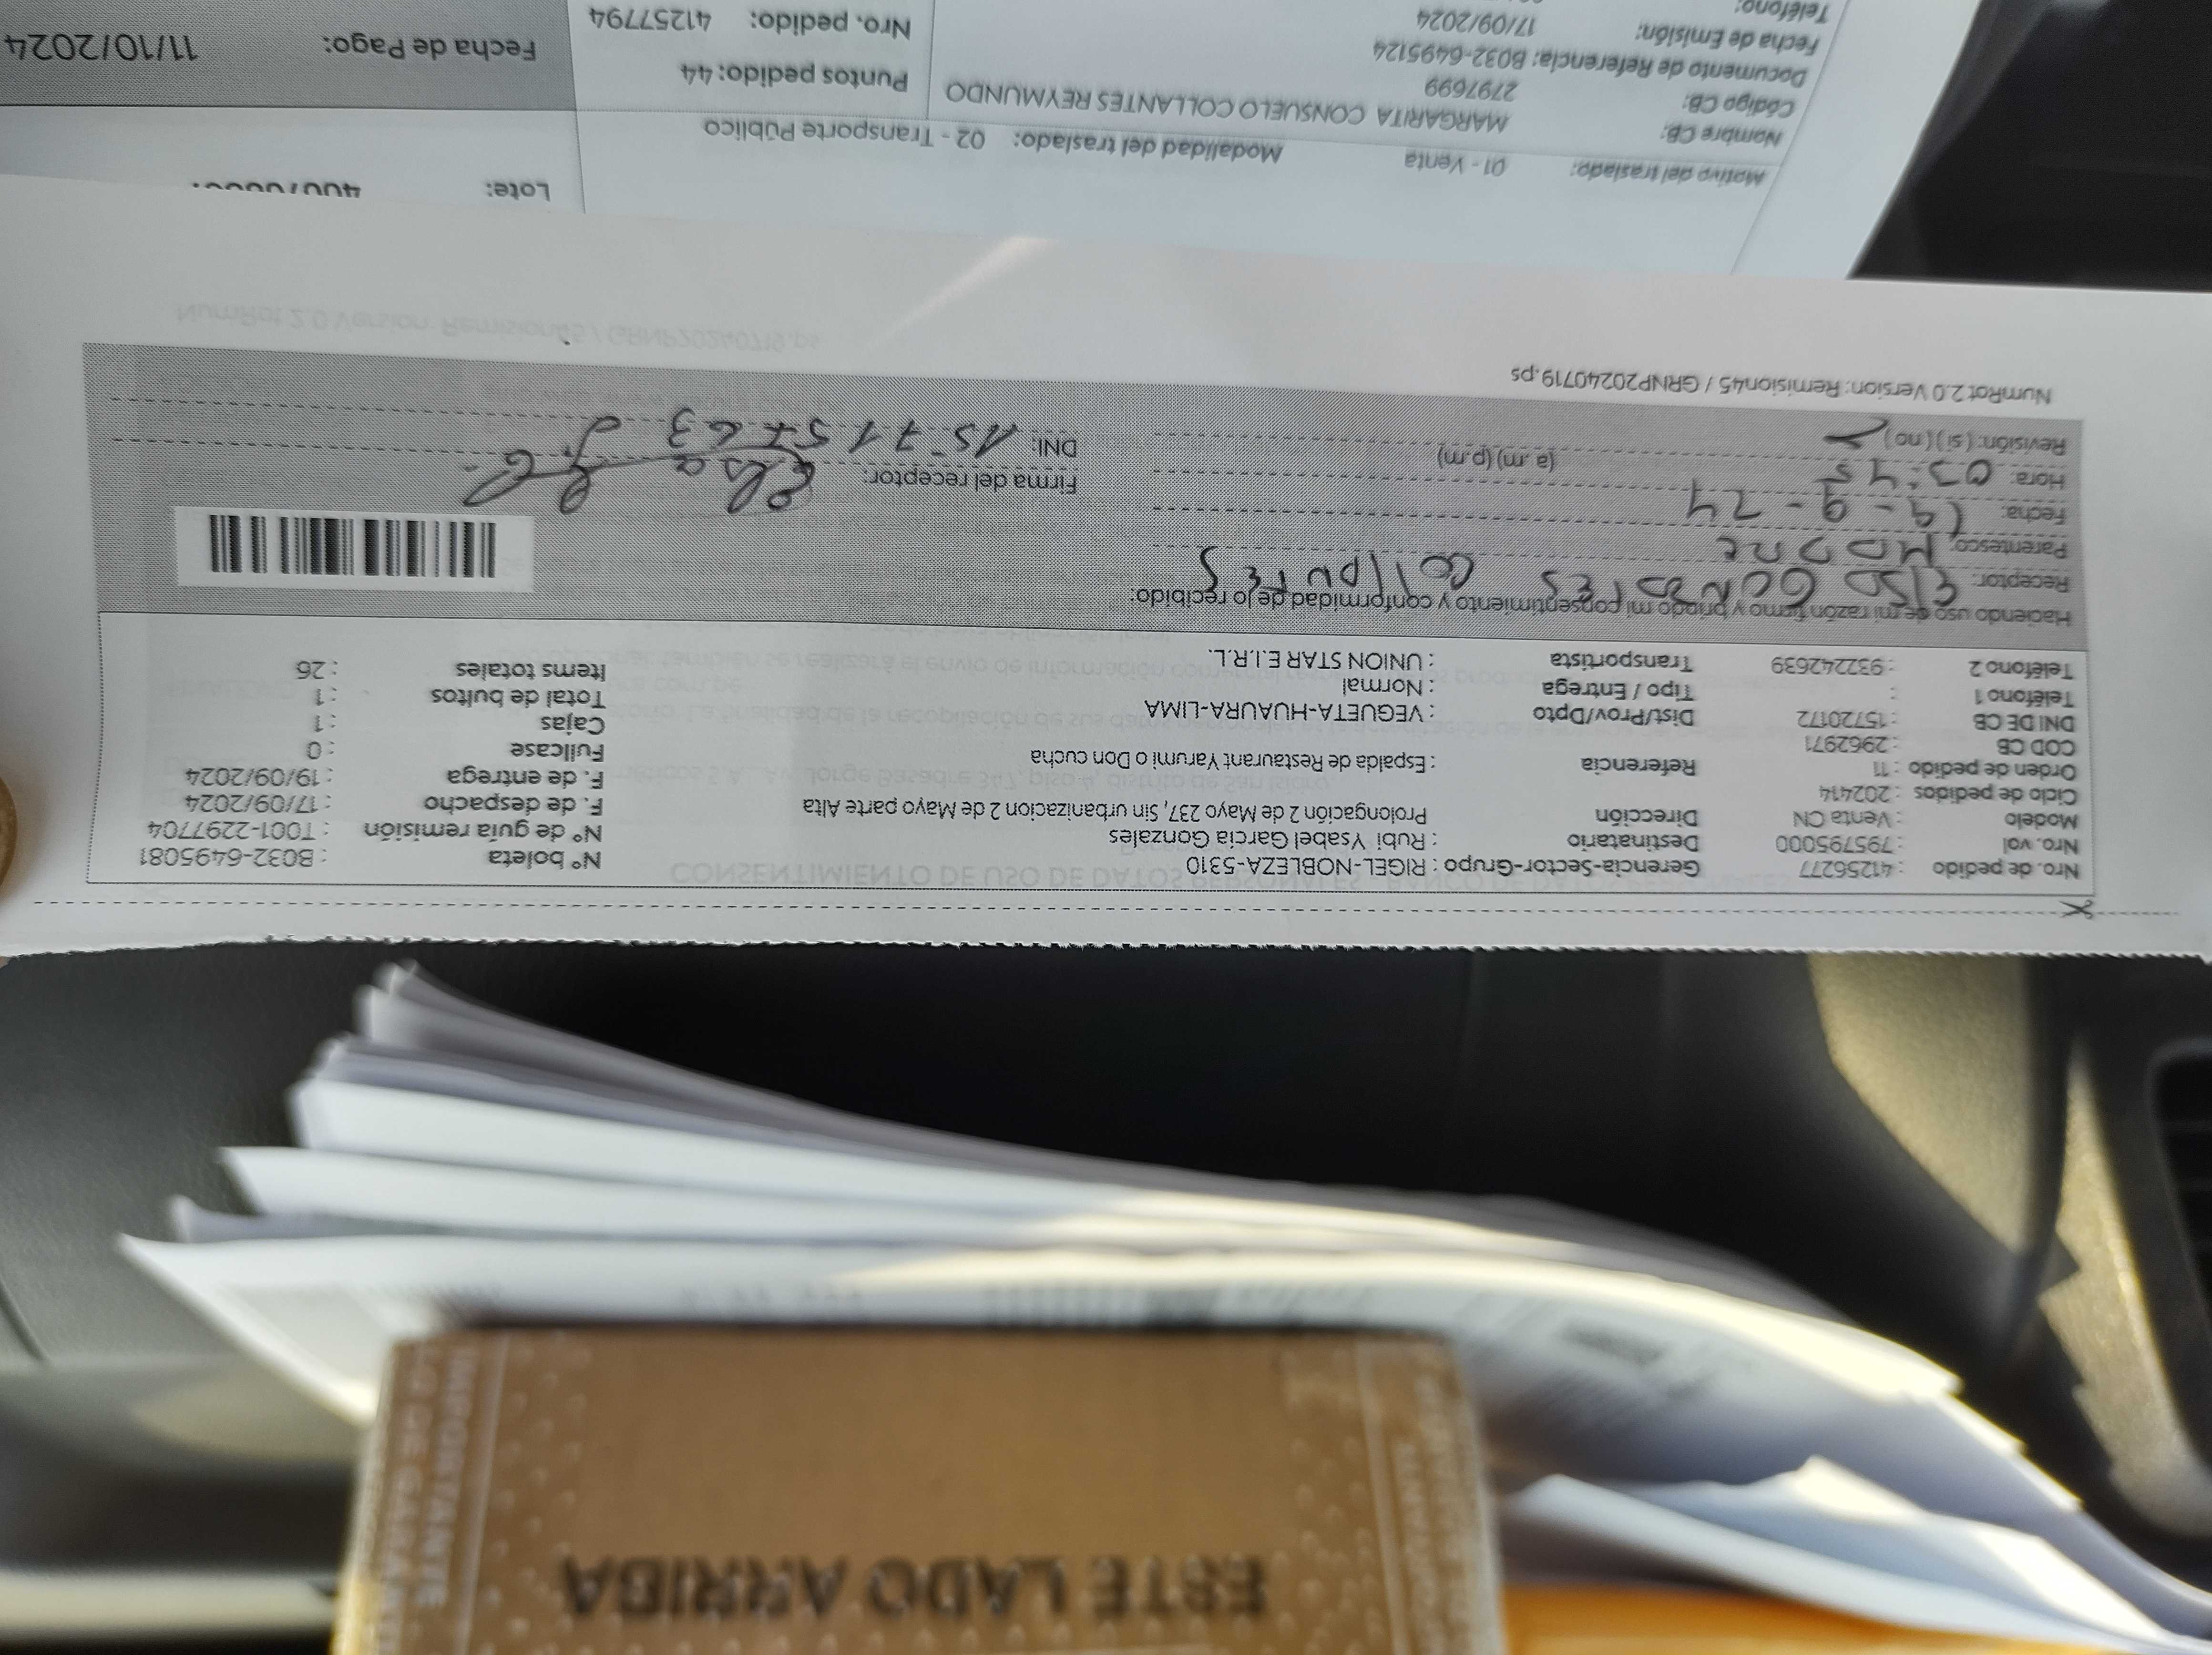 Nro. de pedido : 41256277 Gerencia-Sector-Grupo : RIGEL-NOBLEZA-5310 N° boleta : B032-6495081
Nro. vol : 795795000 Destinatario : Rubi Ysabel Garcia Gonzales N° de guía remisión : T001-2297704
Modelo : Venta CN Dirección Prolongación 2 de Mayo 237, Sin urbanizacion 2 de Mayo parte Alta F. de despacho : 17/09/2024
Ciclo de pedidos : 202414 F. de entrega : 19/09/2024
Orden de pedido : 11 Referencia : Espalda de Restaurant Yarumi o Don cucho Fullcase : 0
COD CB : 2962971 Cajas : 1
DNI DE CB : 15720172 Dist/Prov/Dpto : VEGUETA-HUAURA-LIMA Total de bultos : 1
Teléfono 1 : Tipo / Entrega : Normal Items totales : 26
Teléfono 2 : 932242639 Transportista : UNION STAR E.I.R.L.
Haciendo uso de mi razón firmo y brindo mi consentimiento y conformidad de lo recibido:
Receptor:
Parentesco: MADRE
Fecha: 19-9-24 Firma del receptor: Elsa
Hora: 03:45 (a.m) (p.m) DNI:
Revisión: (si) (no)
NumRot 2.0 Version: Remision45 / GRNP20240719.ps
Motivo del traslado: 01 - Venta Modalidad del traslado: 02 - Transporte Público Lote:
Nombre CB: MARGARITA CONSUELO COLLANTES REYMUNDO
Código CB: 2797699 Puntos pedido: 44
Documento de Referencia: B032-6495124 Nro. pedido: 41257794 Fecha de Pago: 11/10/2024
Fecha de Emisión: 17/09/2024
Teléfono:
ESTE LADO ARRIBA
IMPORTANTE